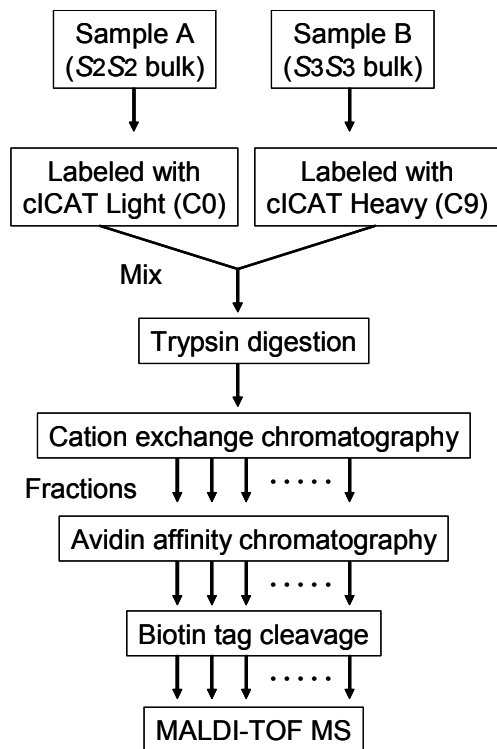 Sample A
(S2S2 bulk)
Sample B
(S3S3 bulk)
Labeled with
cICAT Light (C0)
Labeled with
cICAT Heavy (C9)
Mix
Trypsin digestion
Cation exchange chromatography
Fractions
.....
Avidin affinity chromatography
.....
Biotin tag cleavage
.....
MALDI-TOF MS